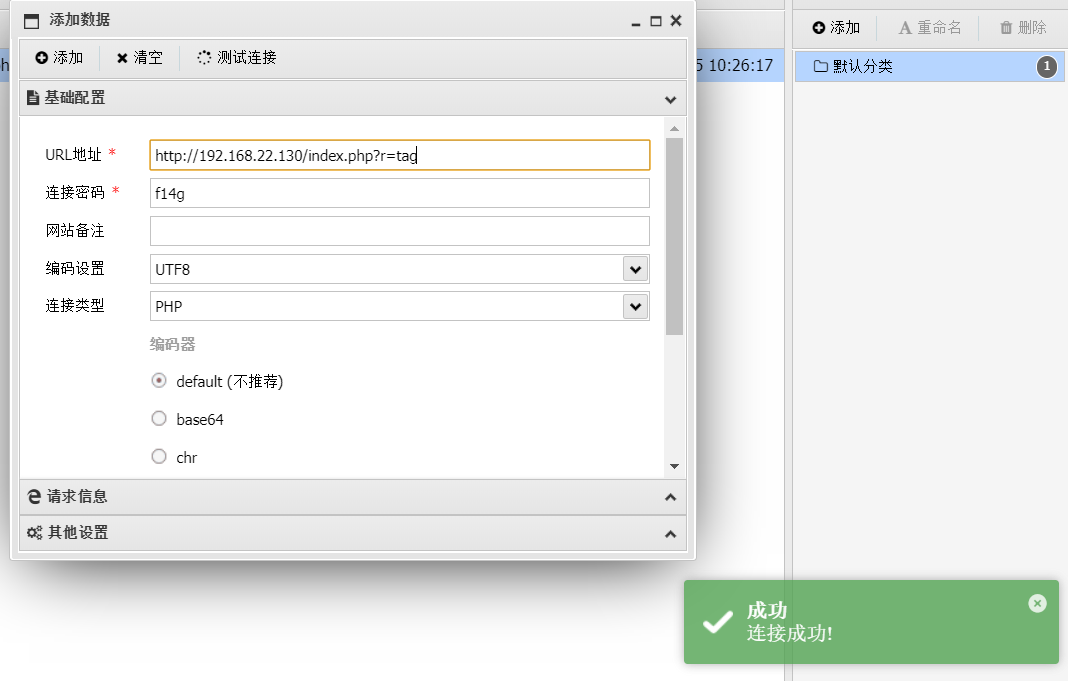 添加数据
添加 清空 测试连接
基础配置
URL地址 *
http://192.168.22.130/index.php?r=tag
连接密码 *
f14g
网站备注
编码设置
UTF8
连接类型
PHP
编码器
default (不推荐)
base64
chr
请求信息
其他设置
5 10:26:17
添加 重命名 删除
默认分类 1
成功
连接成功!